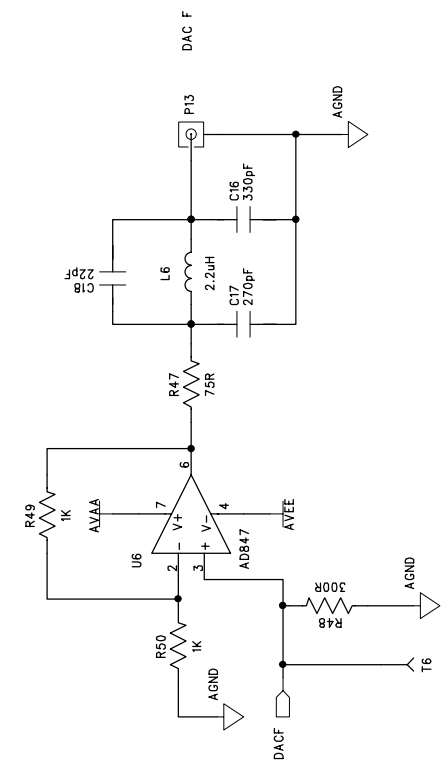 DAC F
P13
AGND
C16
330pF
C18
22pF
L6
2.2uH
C17
270pF
R47
75R
R49
1K
AVAA
U6
7
V+
6
V-
4
AVEE
2
-
3
+
AD847
R50
1K
AGND
R48
300R
AGND
DACF
T6